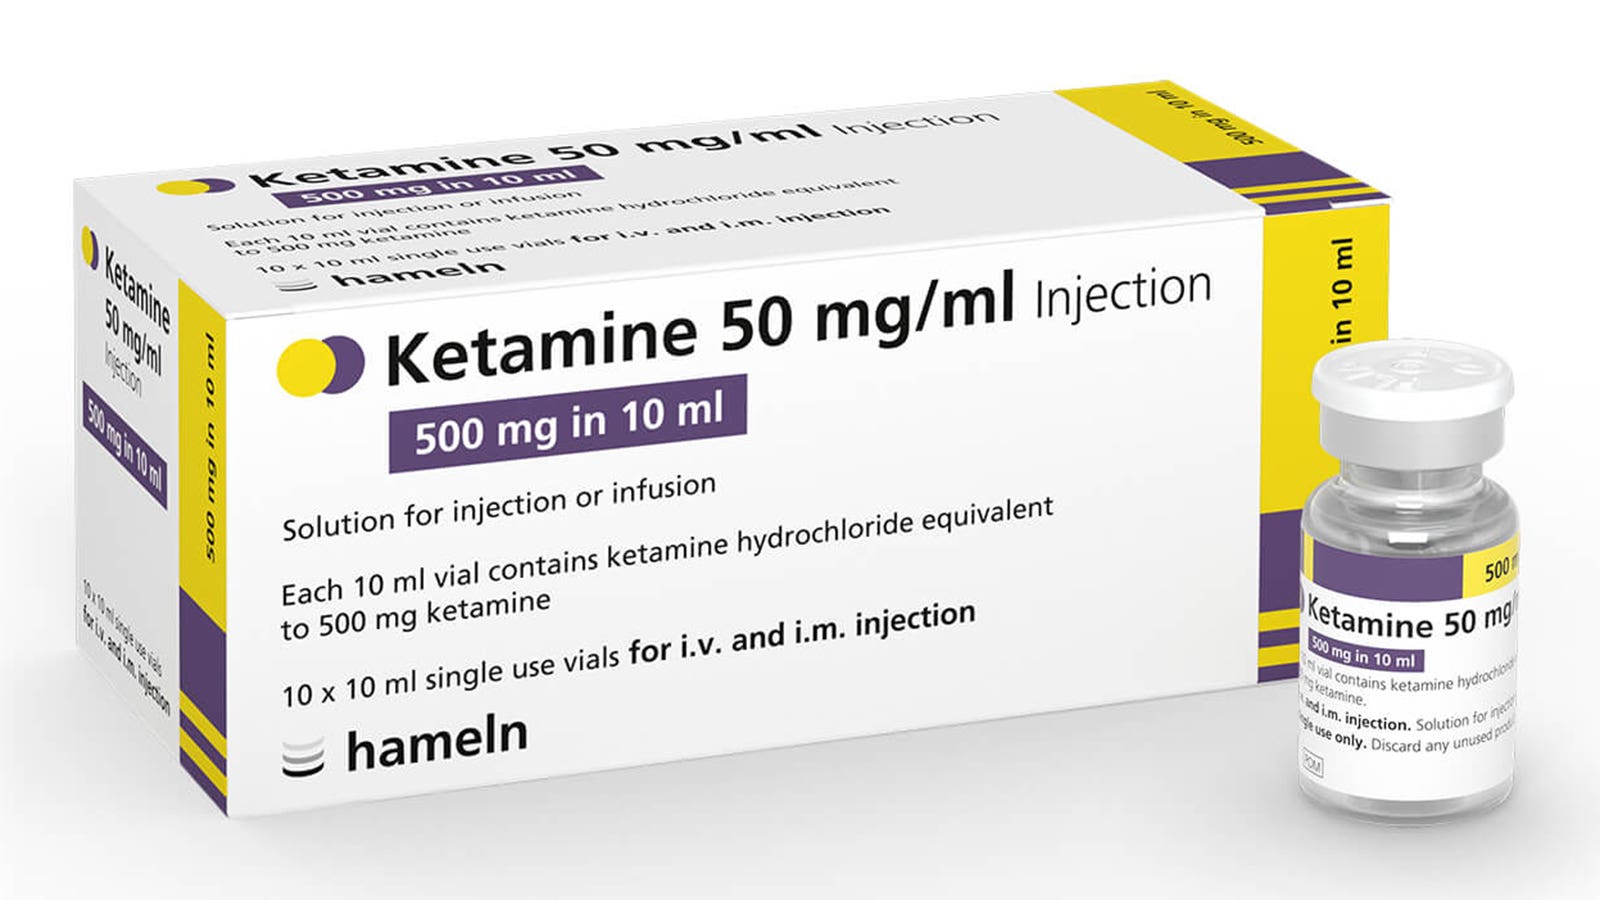 Ketamine 50 mg/ml Injection
500 mg in 10 ml
Solution for injection or infusion
Each 10 ml vial contains ketamine hydrochloride equivalent
to 500 mg ketamine
10 x 10 ml single use vials for i.v. and i.m. injection
hameln
500 mg in 10 ml
Ketamine
50 mg/ml
Injection
500 mg in 10 ml
10 x 10 ml single use vials
for i.v. and i.m. injection
500 mg in 10 ml
Ketamine 50 mg/ml Injection
500 mg in 10 ml
Solution for injection or infusion
Each 10 ml vial contains ketamine hydrochloride equivalent
to 500 mg ketamine
10 x 10 ml single use vials for i.v. and i.m. injection
hameln
in 10 ml
500
Ketamine 50
500 mg in 10 ml
ml vial contains ketamine
ketamine.
and i.m. injection. Solution for
use only. Discard any unused
POM